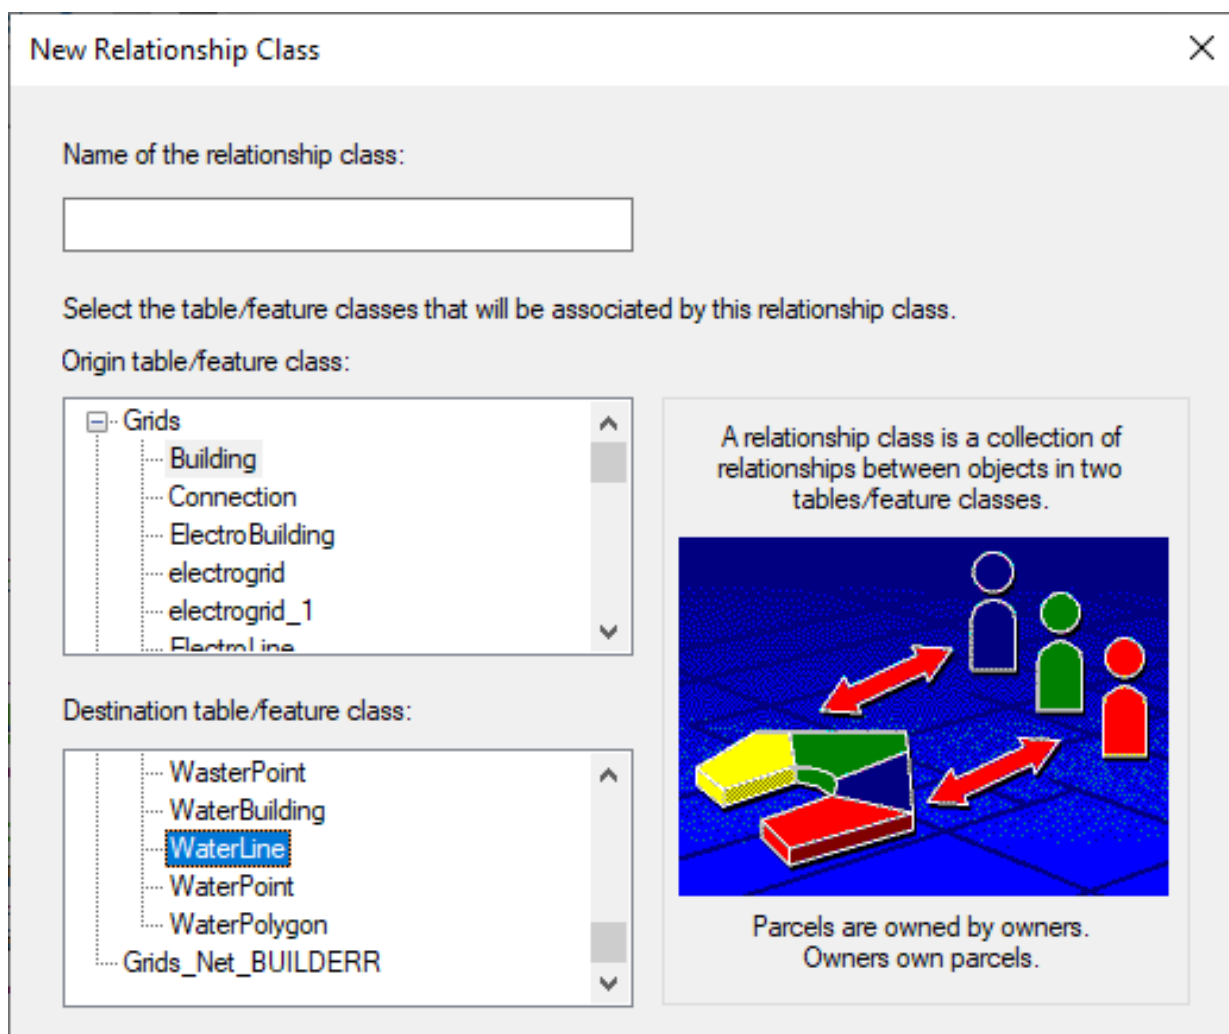 New Relationship Class
Name of the relationship class:
Select the table/feature classes that will be associated by this relationship class.
Origin table/feature class:
Grids
Building
Connection
ElectroBuilding
electrogrid
electrogrid_1
ElectroLine
A relationship class is a collection of
relationships between objects in two
tables/feature classes.
Destination table/feature class:
WasterPoint
WaterBuilding
WaterLine
WaterPoint
WaterPolygon
Grids_Net_BUILDERR
Parcels are owned by owners.
Owners own parcels.